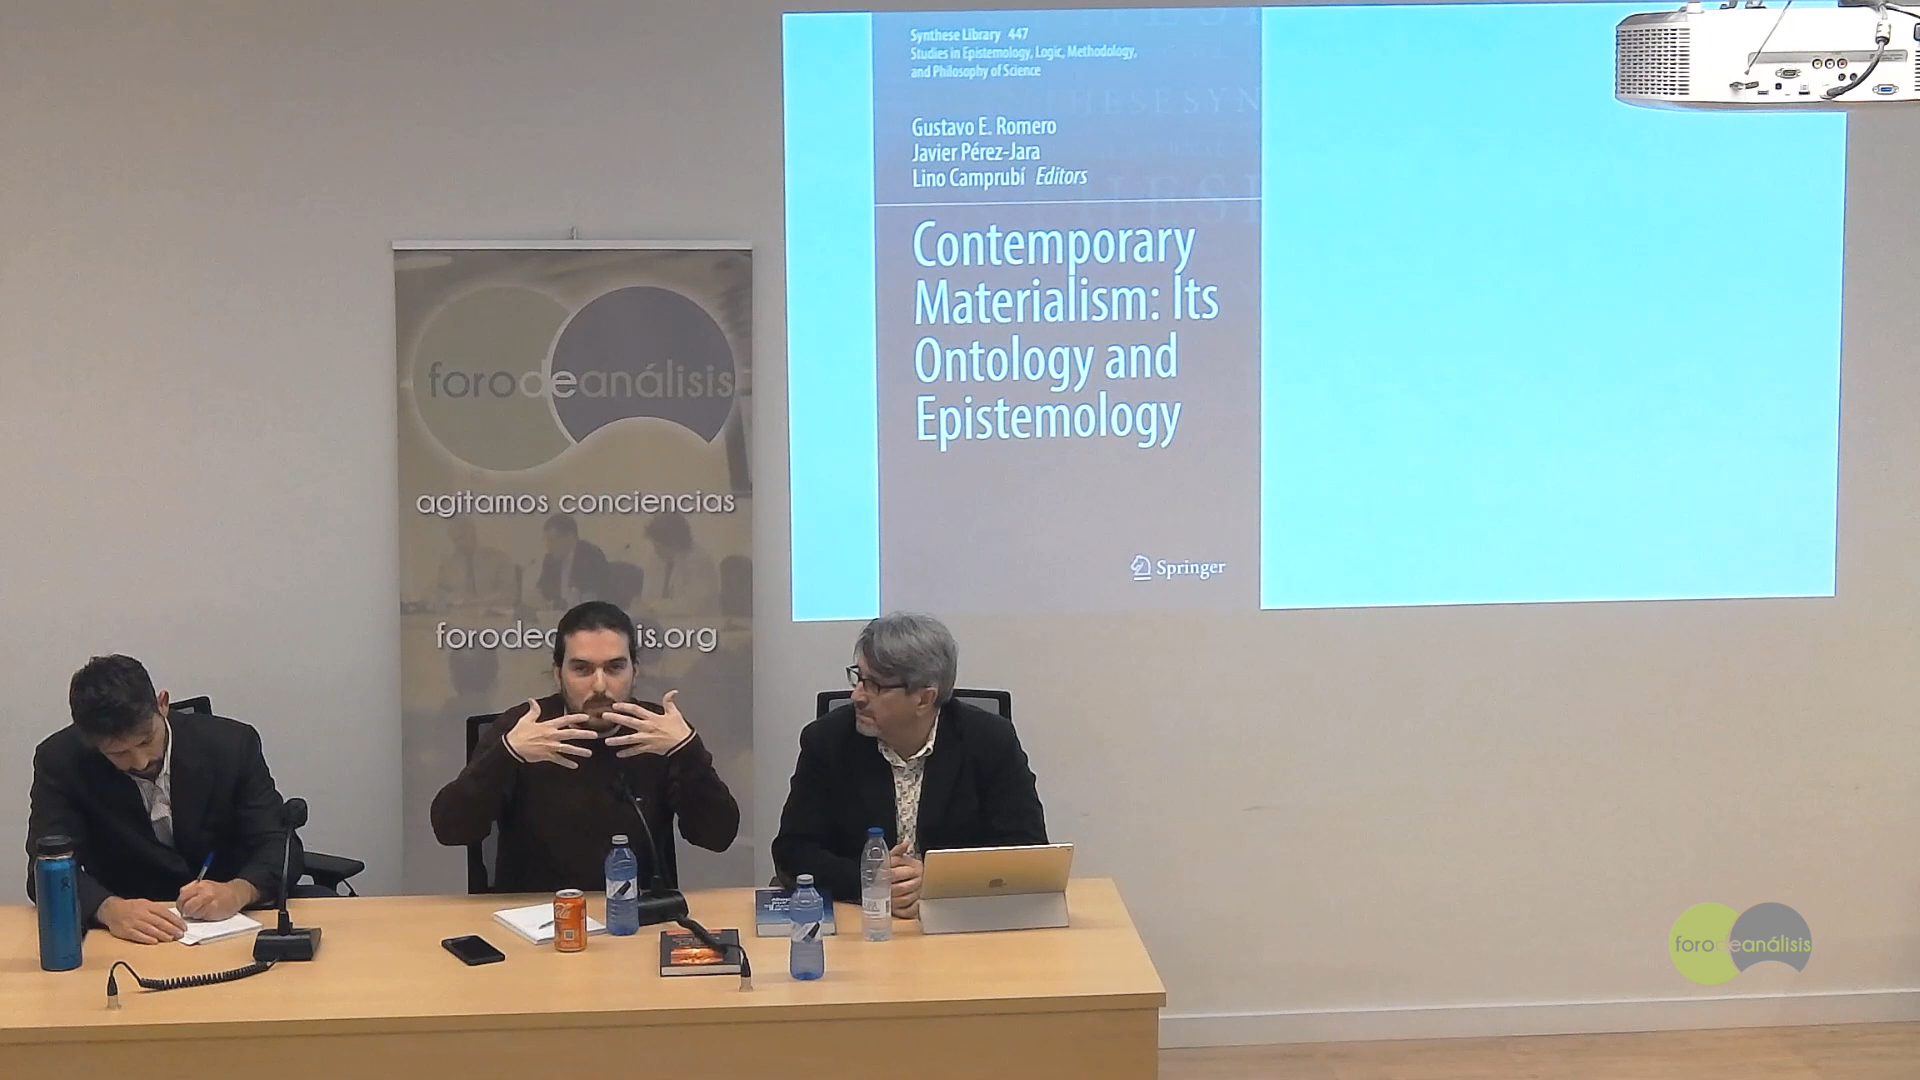 Synthese Library 447
Studies in Epistemology, Logic, Methodology,
and Philosophy of Science
Gustavo E. Romero
Javier Pérez-Jara
Lino Camprubí Editors
Contemporary
Materialism: Its
Ontology and
Epistemology
Springer
forodeanálisis
agitamos conciencias
is.org
forodeanálisis